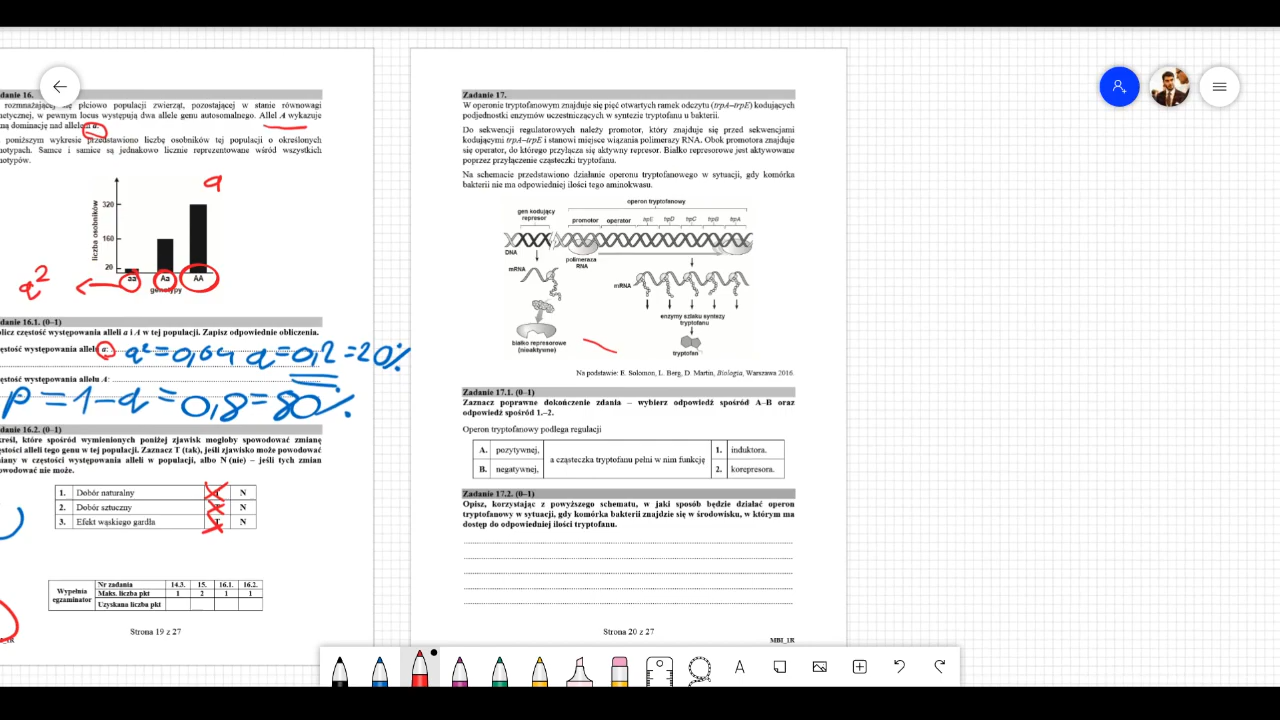 Zadanie 16.
rozmnażającej się płciowo populacji zwierząt, pozostającej w stanie równowagi
w pewnym locus występują dwa allele genu autosomalnego. Allel A wykazuje
dominację nad allelem a.
poniższym wykresie przedstawiono liczbę osobników tej populacji o określonych
Samce i samice są jednakowo licznie reprezentowane wśród wszystkich
a
liczba osobników
320
160
20
aa Aa AA
genotypy
q²
16.1. (0–1)
częstość występowania alleli a i A w tej populacji. Zapisz odpowiednie obliczenia.
występowania allelu a:
q² = 0,04 q = 0,2 = 20%
występowania allelu A:
p = 1 - q = 0,8 = 80%
16.2. (0–1)
które spośród wymienionych poniżej zjawisk mogłoby spowodować zmianę
alleli tego genu w tej populacji. Zaznacz T (tak), jeśli zjawisko może powodować
w częstości występowania alleli w populacji, albo N (nie) – jeśli tych zmian
powodować nie może.
1. Dobór naturalny T N
2. Dobór sztuczny T N
3. Efekt wąskiego gardła T N
Wypełnia egzaminator
Nr zadania 14.3. 15. 16.1. 16.2.
Maks. liczba pkt 1 2 1 1
Uzyskana liczba pkt
Strona 19 z 27
Zadanie 17.
W operonie tryptofanowym znajduje się pięć otwartych ramek odczytu (trpA–trpE) kodujących
podjednostki enzymów uczestniczących w syntezie tryptofanu u bakterii.
Do sekwencji regulatorowych należy promotor, który znajduje się przed sekwencjami
kodującymi trpA–trpE i stanowi miejsce wiązania polimerazy RNA. Obok promotora znajduje
się operator, do którego przyłącza się aktywny represor. Białko represorowe jest aktywowane
poprzez przyłączenie cząsteczki tryptofanu.
Na schemacie przedstawiono działanie operonu tryptofanowego w sytuacji, gdy komórka
bakterii nie ma odpowiedniej ilości tego aminokwasu.
operon tryptofanowy
gen kodujący
represor
promotor operator trpE trpD trpC trpB trpA
DNA
polimeraza
RNA
mRNA
mRNA
enzymy szlaku syntezy
tryptofanu
białko represorowe
(nieaktywne)
tryptofan
Na podstawie: E. Solomon, L. Berg, D. Martin, Biologia, Warszawa 2016.
Zadanie 17.1. (0–1)
Zaznacz poprawne dokończenie zdania – wybierz odpowiedź spośród A–B oraz
odpowiedź spośród 1.–2.
Operon tryptofanowy podlega regulacji
A. pozytywnej,
B. negatywnej,
a cząsteczka tryptofanu pełni w nim funkcję
1. induktora.
2. korepresora.
Zadanie 17.2. (0–1)
Opisz, korzystając z powyższego schematu, w jaki sposób będzie działać operon
tryptofanowy w sytuacji, gdy komórka bakterii znajdzie się w środowisku, w którym ma
dostęp do odpowiedniej ilości tryptofanu.
Strona 20 z 27
MBI_1R